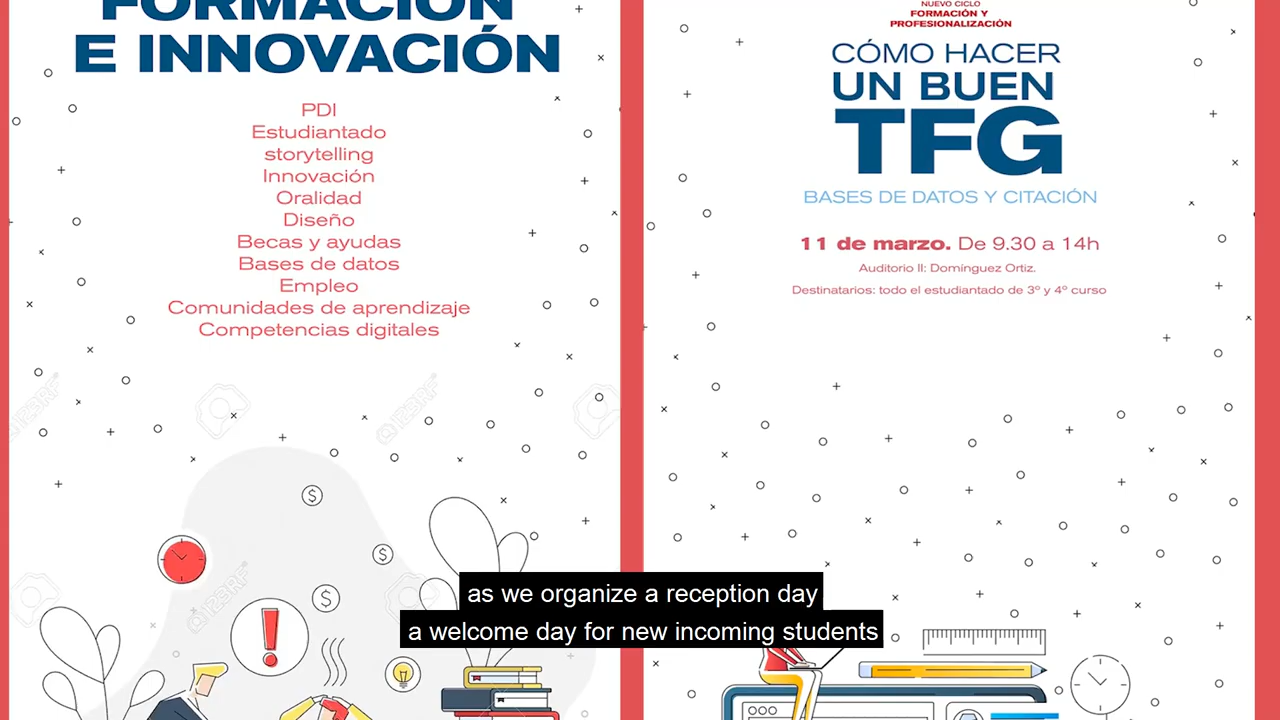 FORMACIÓN
E INNOVACIÓN
PDI
Estudiantado
storytelling
Innovación
Oralidad
Diseño
Becas y ayudas
Bases de datos
Empleo
Comunidades de aprendizaje
Competencias digitales
NUEVO CICLO
FORMACIÓN Y
PROFESIONALIZACIÓN
CÓMO HACER
UN BUEN
TFG
BASES DE DATOS Y CITACIÓN
11 de marzo. De 9.30 a 14h
Auditorio II: Domínguez Ortiz.
Destinatarios: todo el estudiantado de 3º y 4º curso
123RF
123RF
123RF
as we organize a reception day
a welcome day for new incoming students